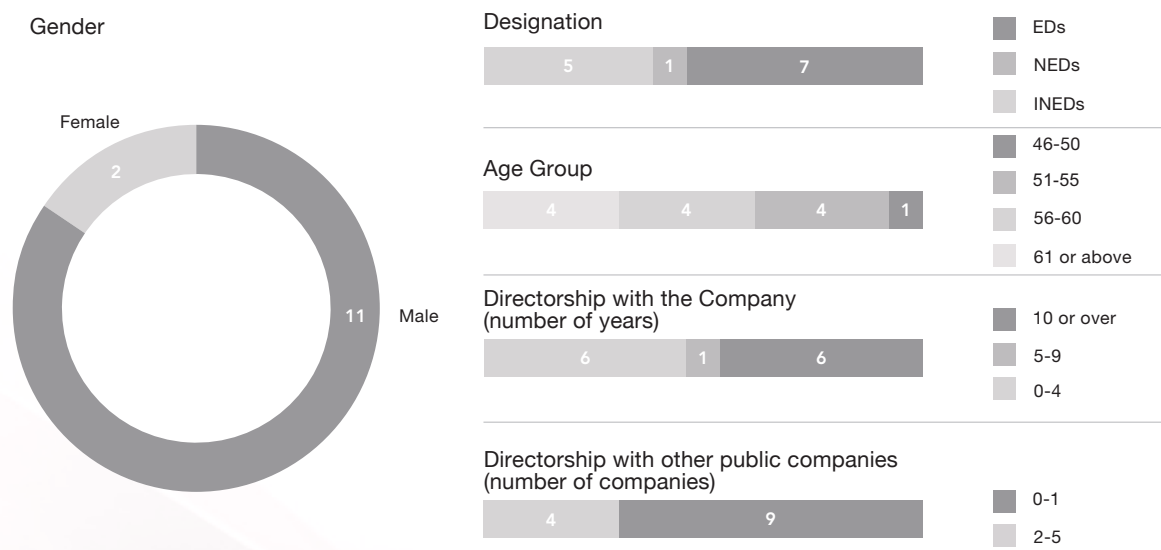 Gender
Female
2
11
Male
Designation
5 1 7
EDs
NEDs
INEDs
Age Group
4 4 4 1
46-50
51-55
56-60
61 or above
Directorship with the Company
(number of years)
6 1 6
10 or over
5-9
0-4
Directorship with other public companies
(number of companies)
4 9
0-1
2-5